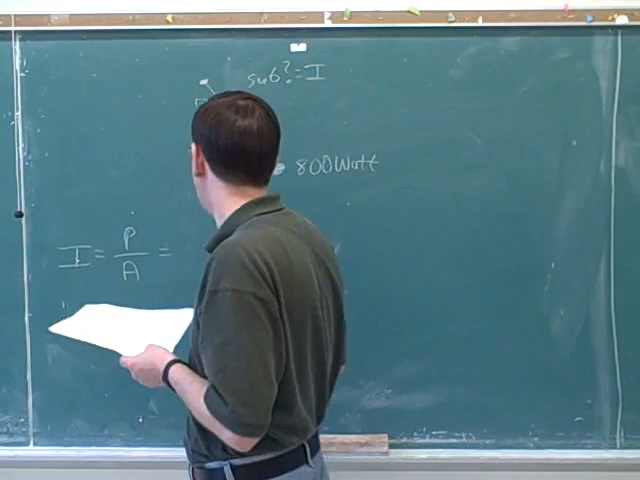 sub? = I
800 Watt
I = P/A =